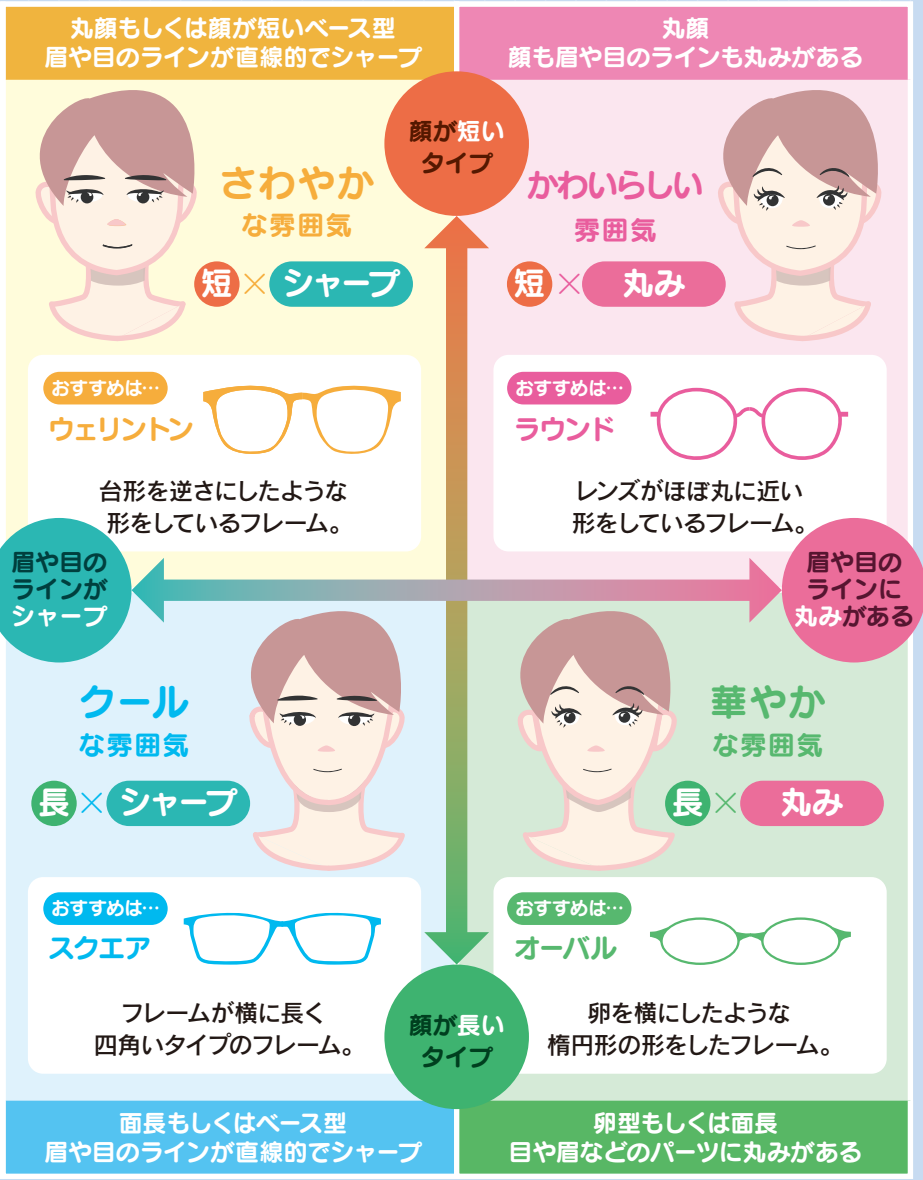 丸顔もしくは顔が短いベース型
眉や目のラインが直線的でシャープ
丸顔
顔も眉や目のラインも丸みがある
顔が短い
タイプ
さわやか
な雰囲気
短×シャープ
かわいらしい
雰囲気
短×丸み
おすすめは…
ウェリントン
台形を逆さにしたような
形をしているフレーム。
おすすめは…
ラウンド
レンズがほぼ丸に近い
形をしているフレーム。
眉や目の
ラインが
シャープ
眉や目の
ラインに
丸みがある
クール
な雰囲気
長×シャープ
華やか
な雰囲気
長×丸み
おすすめは…
スクエア
フレームが横に長く
四角いタイプのフレーム。
おすすめは…
オーバル
卵を横にしたような
楕円形の形をしたフレーム。
顔が長い
タイプ
面長もしくはベース型
眉や目のラインが直線的でシャープ
卵型もしくは面長
目や眉などのパーツに丸みがある